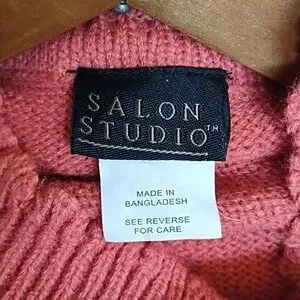 SALON
STUDIO™
MADE IN
BANGLADESH
SEE REVERSE
FOR CARE